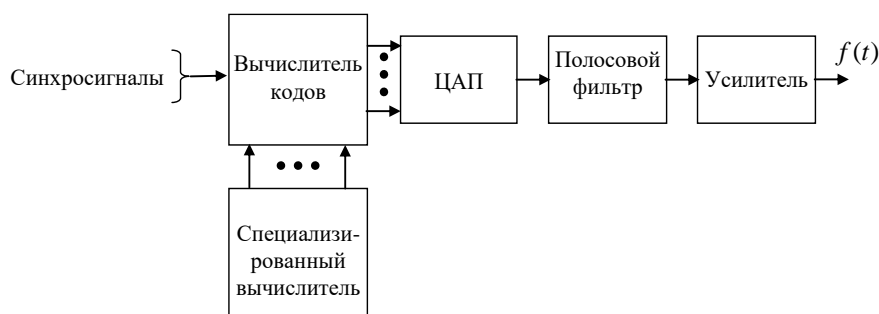 Синхросигналы
Вычислитель
кодов
ЦАП
Полосовой
фильтр
Усилитель
f(t)
Специализи-
рованный
вычислитель